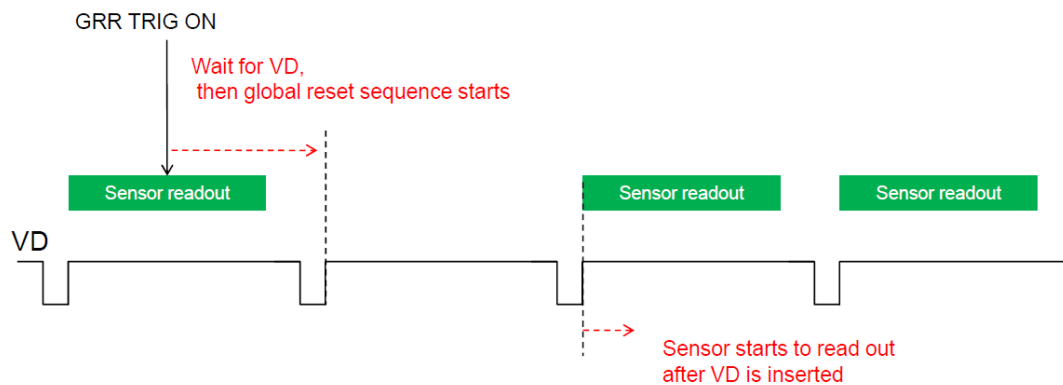 GRR TRIG ON
Wait for VD,
then global reset sequence starts
Sensor readout
Sensor readout
Sensor readout
VD
Sensor starts to read out
after VD is inserted